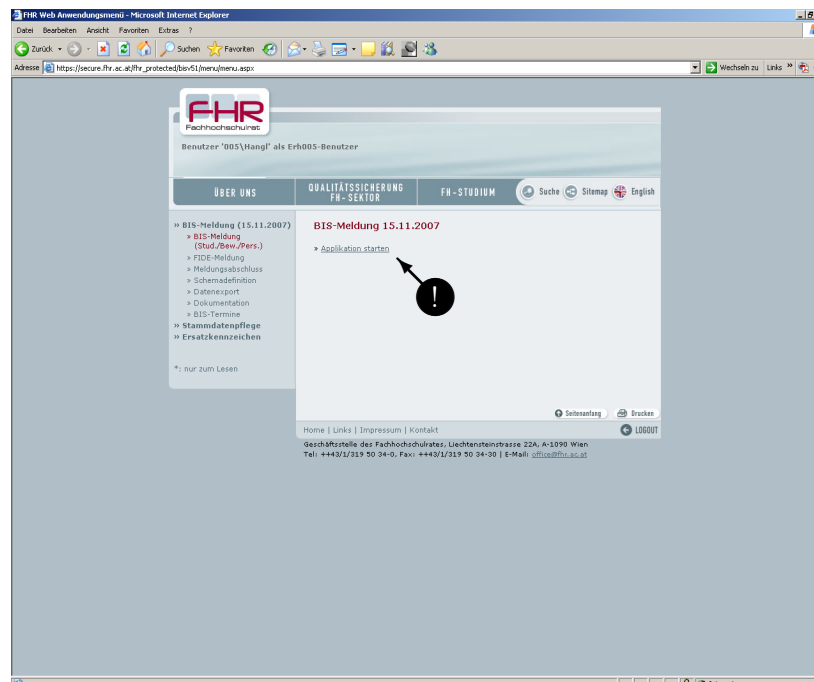 FHR Web Anwendungsmenü - Microsoft Internet Explorer
Datei Bearbeiten Ansicht Favoriten Extras ?
Zurück Suchen Favoriten
Adresse https://secure.fhr.ac.at/fhr_protected/bisv51/menu/menu.aspx Wechseln zu Links »
FHR
Fachhochschulrat
Benutzer '005\Hangl' als Erh005-Benutzer
ÜBER UNS
QUALITÄTSSICHERUNG
FH-SEKTOR
FH-STUDIUM
Suche Sitemap English
» BIS-Meldung (15.11.2007)
» BIS-Meldung
(Stud./Bew./Pers.)
» FIDE-Meldung
» Meldungsabschluss
» Schemadefinition
» Datenexport
» Dokumentation
» BIS-Termine
» Stammdatenpflege
» Ersatzkennzeichen
*: nur zum Lesen
BIS-Meldung 15.11.2007
» Applikation starten
!
Seitenanfang Drucken
Home | Links | Impressum | Kontakt LOGOUT
Geschäftsstelle des Fachhochschulrates, Liechtensteinstrasse 22A, A-1090 Wien
Tel: ++43/1/319 50 34-0, Fax: ++43/1/319 50 34-30 | E-Mail: office@fhr.ac.at